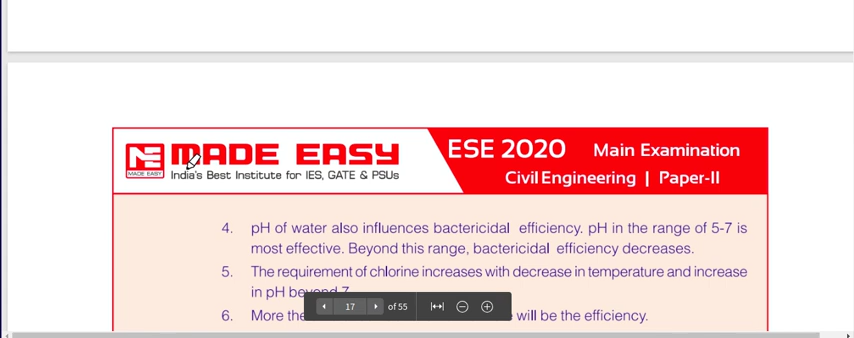 MADE EASY
MADE EASY
India's Best Institute for IES, GATE & PSUs
ESE 2020 Main Examination
Civil Engineering | Paper-II
4. pH of water also influences bactericidal efficiency. pH in the range of 5-7 is
most effective. Beyond this range, bactericidal efficiency decreases.
5. The requirement of chlorine increases with decrease in temperature and increase
in pH beyond 7
6. More the will be the efficiency.
17 of 55